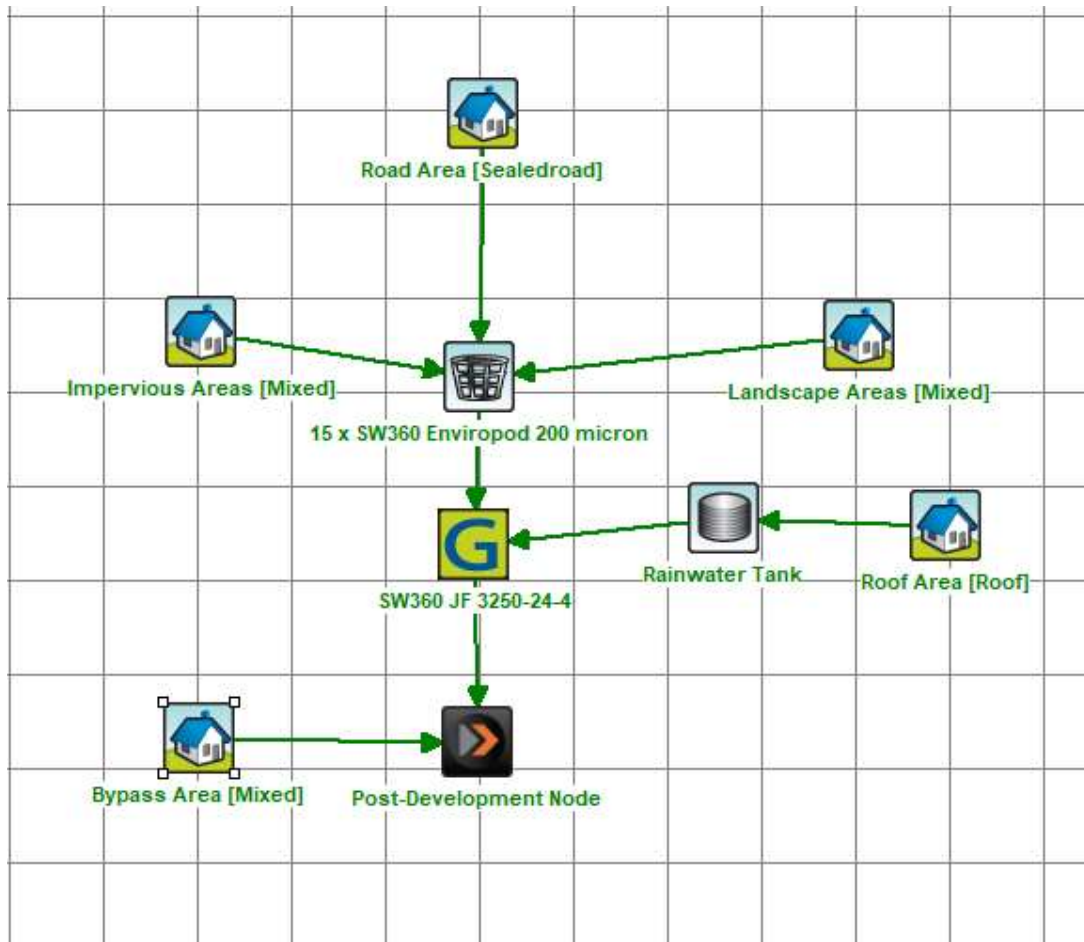 Road Area [Sealedroad]
Impervious Areas [Mixed]
Landscape Areas [Mixed]
15 x SW360 Enviropod 200 micron
G
Rainwater Tank
Roof Area [Roof]
SW360 JF 3250-24-4
Bypass Area [Mixed]
Post-Development Node